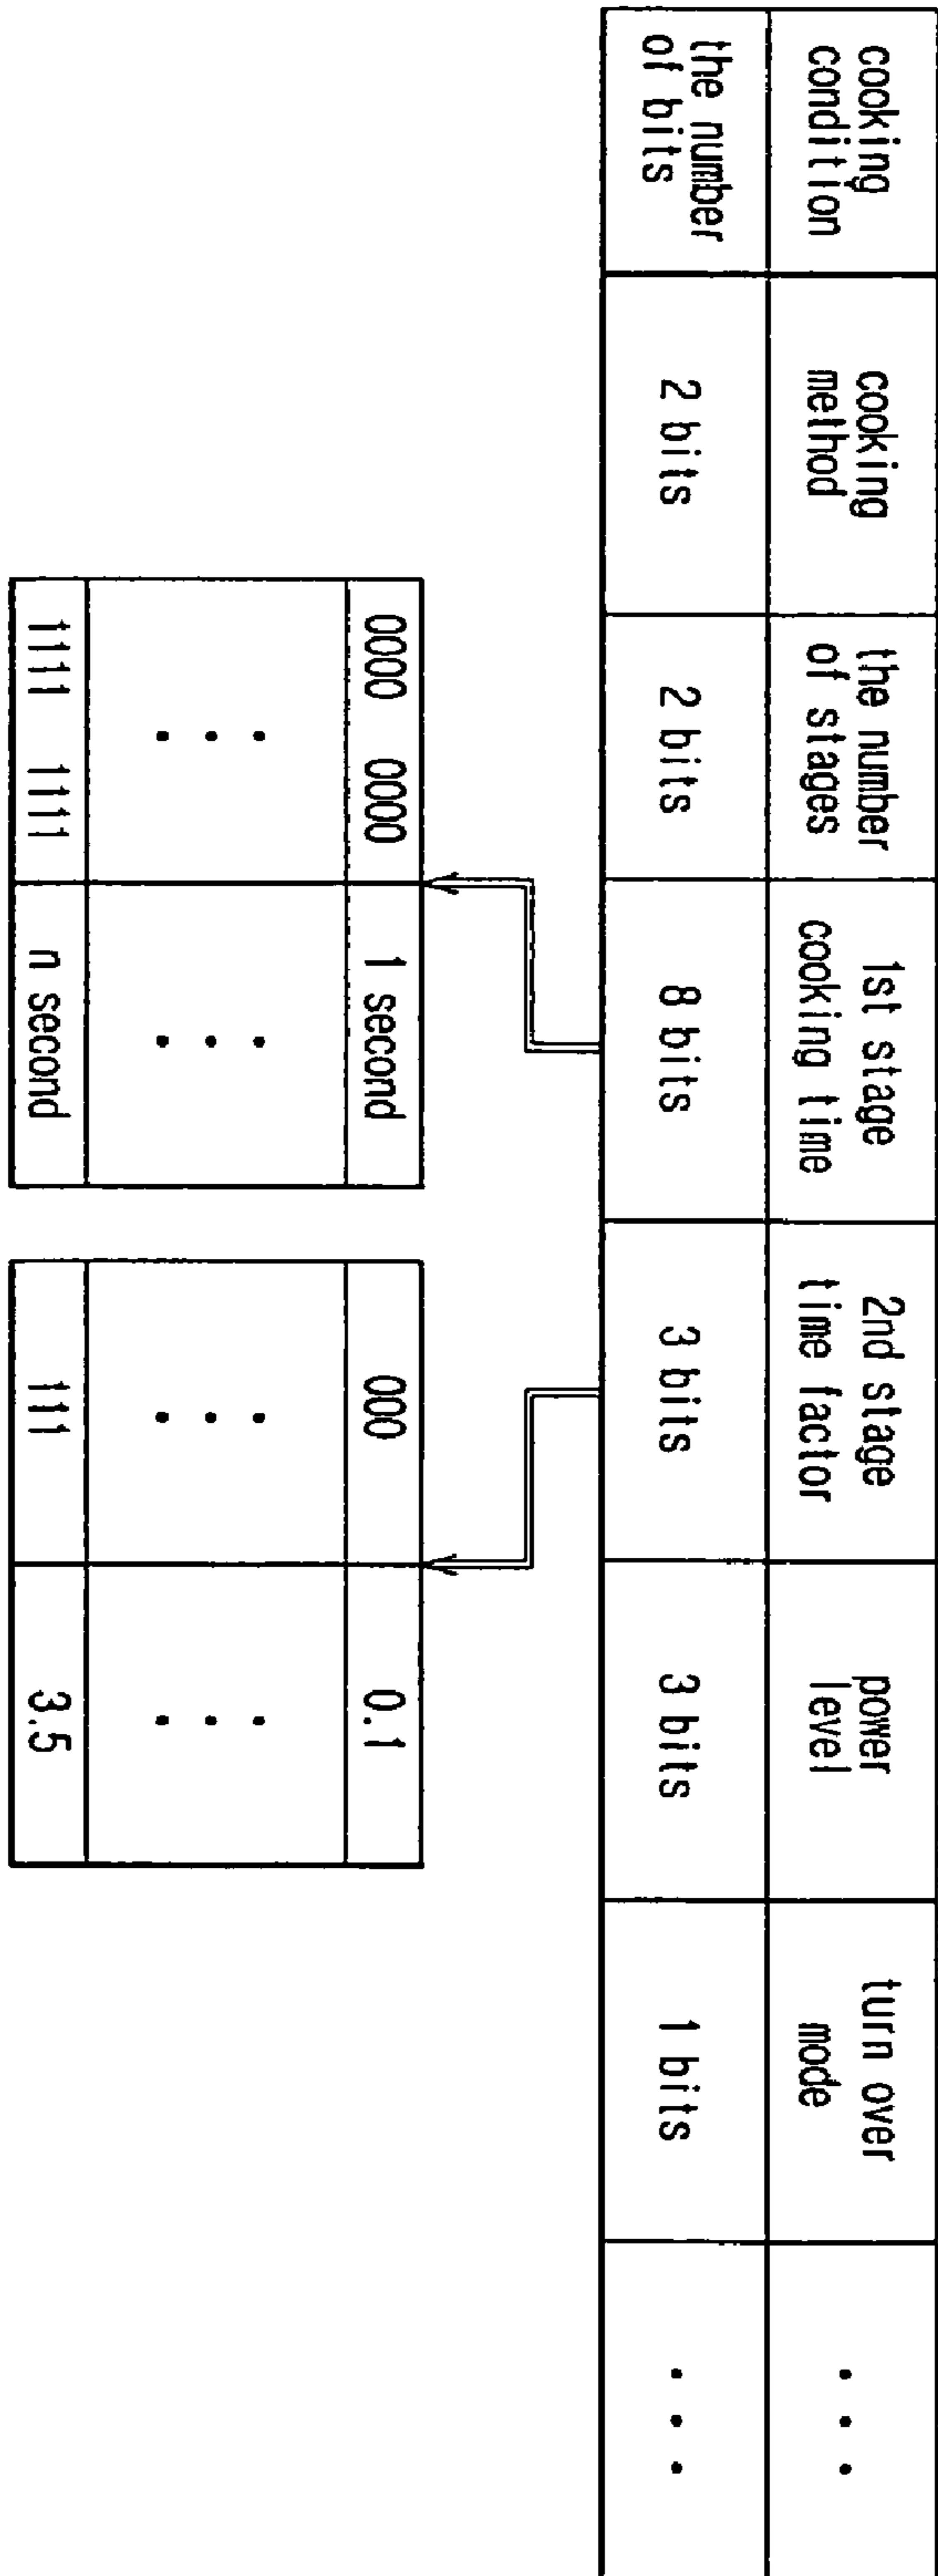 cooking
condition
cooking
method
the number
of stages
1st stage
cooking time
2nd stage
time factor
power
level
turn over
mode
. . .
the number
of bits
2 bits
2 bits
8 bits
3 bits
3 bits
1 bits
. . .
0000 0000
1 second
. . .
. . .
1111 1111
n second
000
0.1
. . .
. . .
111
3.5